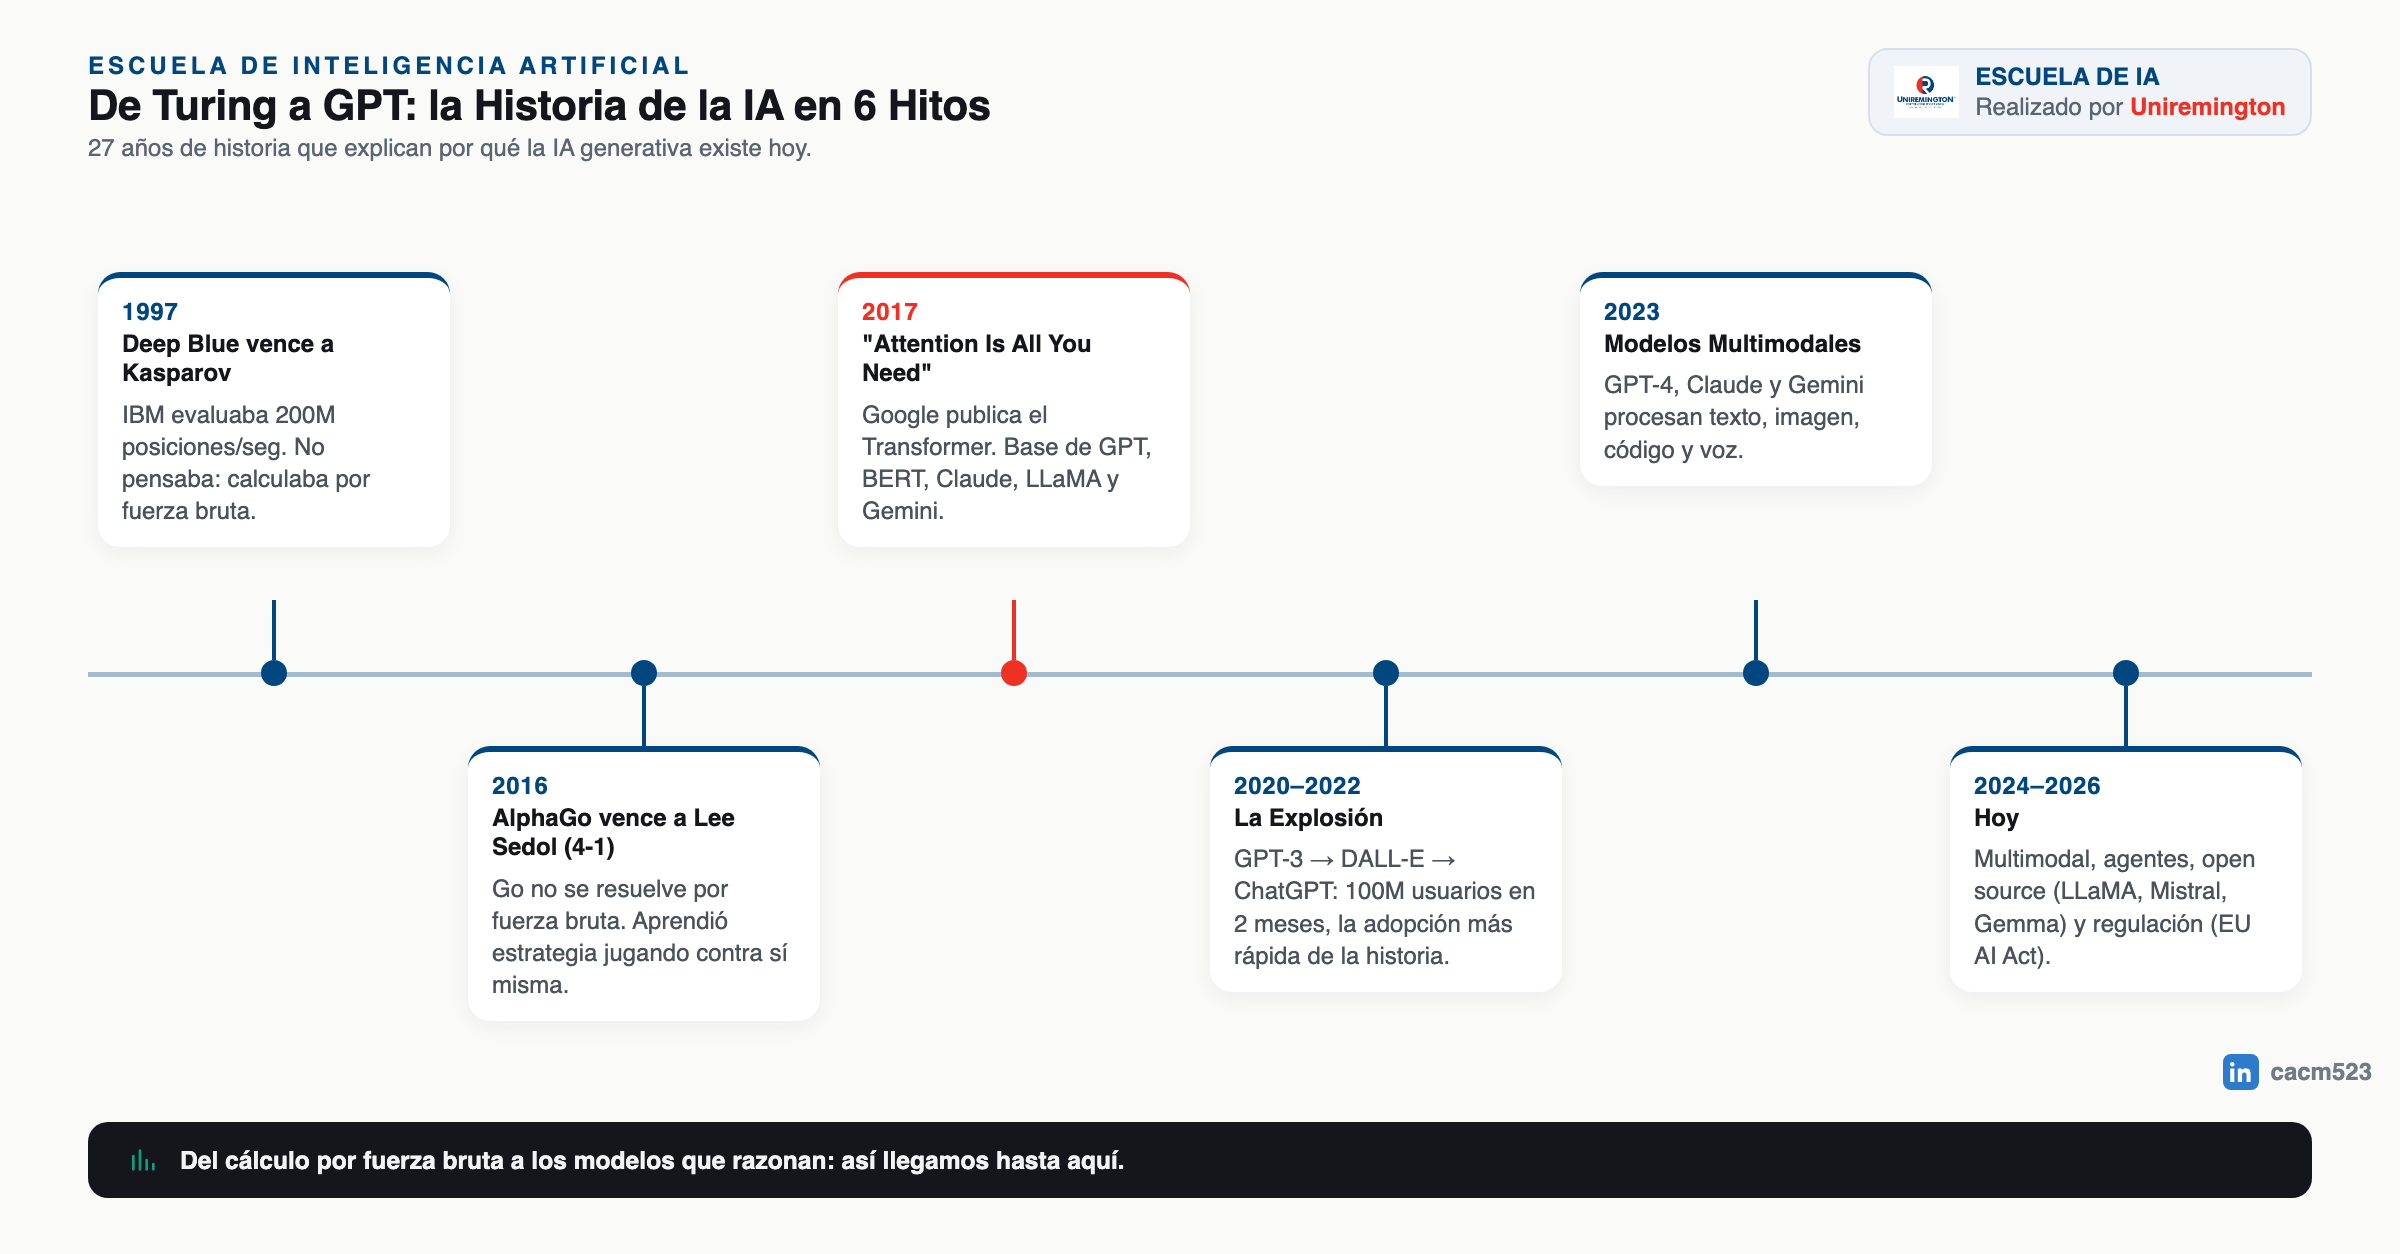 ESCUELA DE INTELIGENCIA ARTIFICIAL
De Turing a GPT: la Historia de la IA en 6 Hitos
27 años de historia que explican por qué la IA generativa existe hoy.
UNIREMINGTON
ESCUELA DE IA
Realizado por Uniremington
1997
Deep Blue vence a
Kasparov
IBM evaluaba 200M
posiciones/seg. No
pensaba: calculaba por
fuerza bruta.
2016
AlphaGo vence a Lee
Sedol (4-1)
Go no se resuelve por
fuerza bruta. Aprendió
estrategia jugando contra sí
misma.
2017
"Attention Is All You
Need"
Google publica el
Transformer. Base de GPT,
BERT, Claude, LLaMA y
Gemini.
2020–2022
La Explosión
GPT-3 → DALL-E →
ChatGPT: 100M usuarios en
2 meses, la adopción más
rápida de la historia.
2023
Modelos Multimodales
GPT-4, Claude y Gemini
procesan texto, imagen,
código y voz.
2024–2026
Hoy
Multimodal, agentes, open
source (LLaMA, Mistral,
Gemma) y regulación (EU
AI Act).
in cacm523
Del cálculo por fuerza bruta a los modelos que razonan: así llegamos hasta aquí.